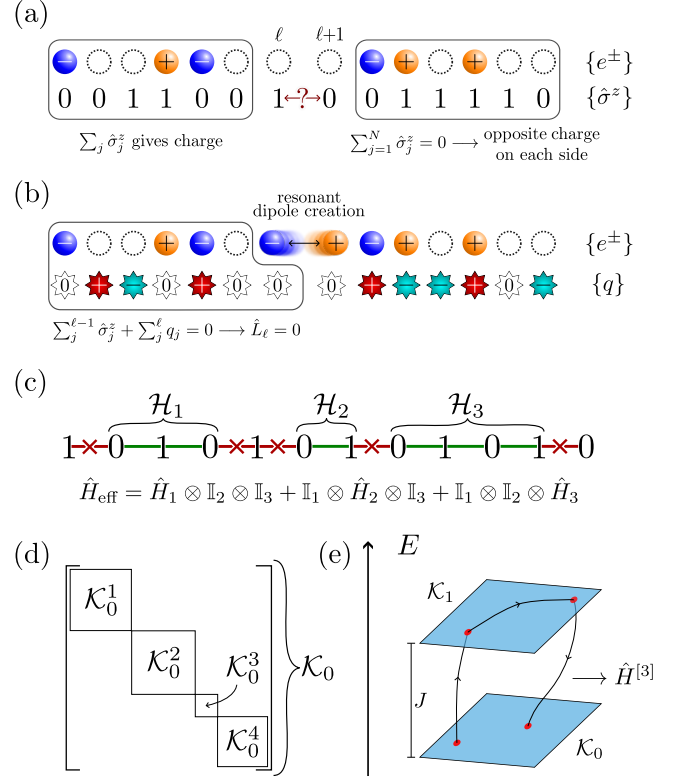 (a)
ℓ ℓ+1
− + − − + + {e^±}
0 0 1 1 0 0 1 ? 0 0 1 1 1 1 0 {σ̂^z}
∑_j σ̂_j^z gives charge
∑_{j=1}^N σ̂_j^z = 0 ⟶ opposite charge
on each side
(b)
resonant
dipole creation
− + − − + − + + {e^±}
0 + − 0 + 0 0 0 + − − + 0 − {q}
∑_j^{ℓ−1} σ̂_j^z + ∑_j^ℓ q_j = 0 ⟶ L̂_ℓ = 0
(c)
ℋ_1 ℋ_2 ℋ_3
1 0 1 0 1 0 1 0 1 0 1 0
Ĥ_eff = Ĥ_1 ⊗ 𝕀_2 ⊗ 𝕀_3 + 𝕀_1 ⊗ Ĥ_2 ⊗ 𝕀_3 + 𝕀_1 ⊗ 𝕀_2 ⊗ Ĥ_3
(d)
𝒦_0^1
𝒦_0^2
𝒦_0^3
𝒦_0^4
𝒦_0
(e)
E
𝒦_1
J
Ĥ^{[3]}
𝒦_0